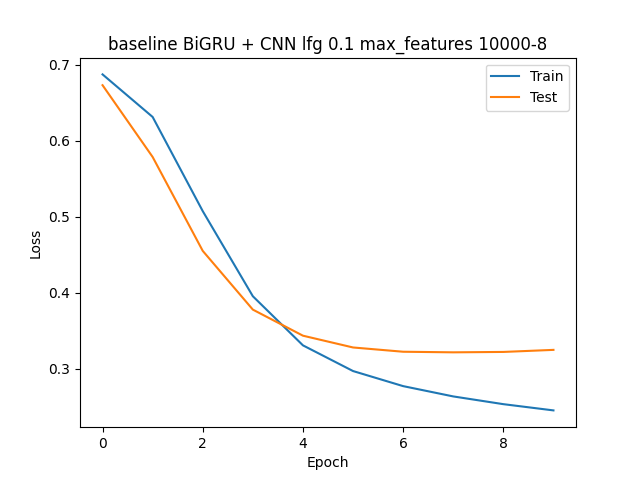 baseline BiGRU + CNN lfg 0.1 max_features 10000-8
Train
Test
Loss
0.7
0.6
0.5
0.4
0.3
0 2 4 6 8
Epoch